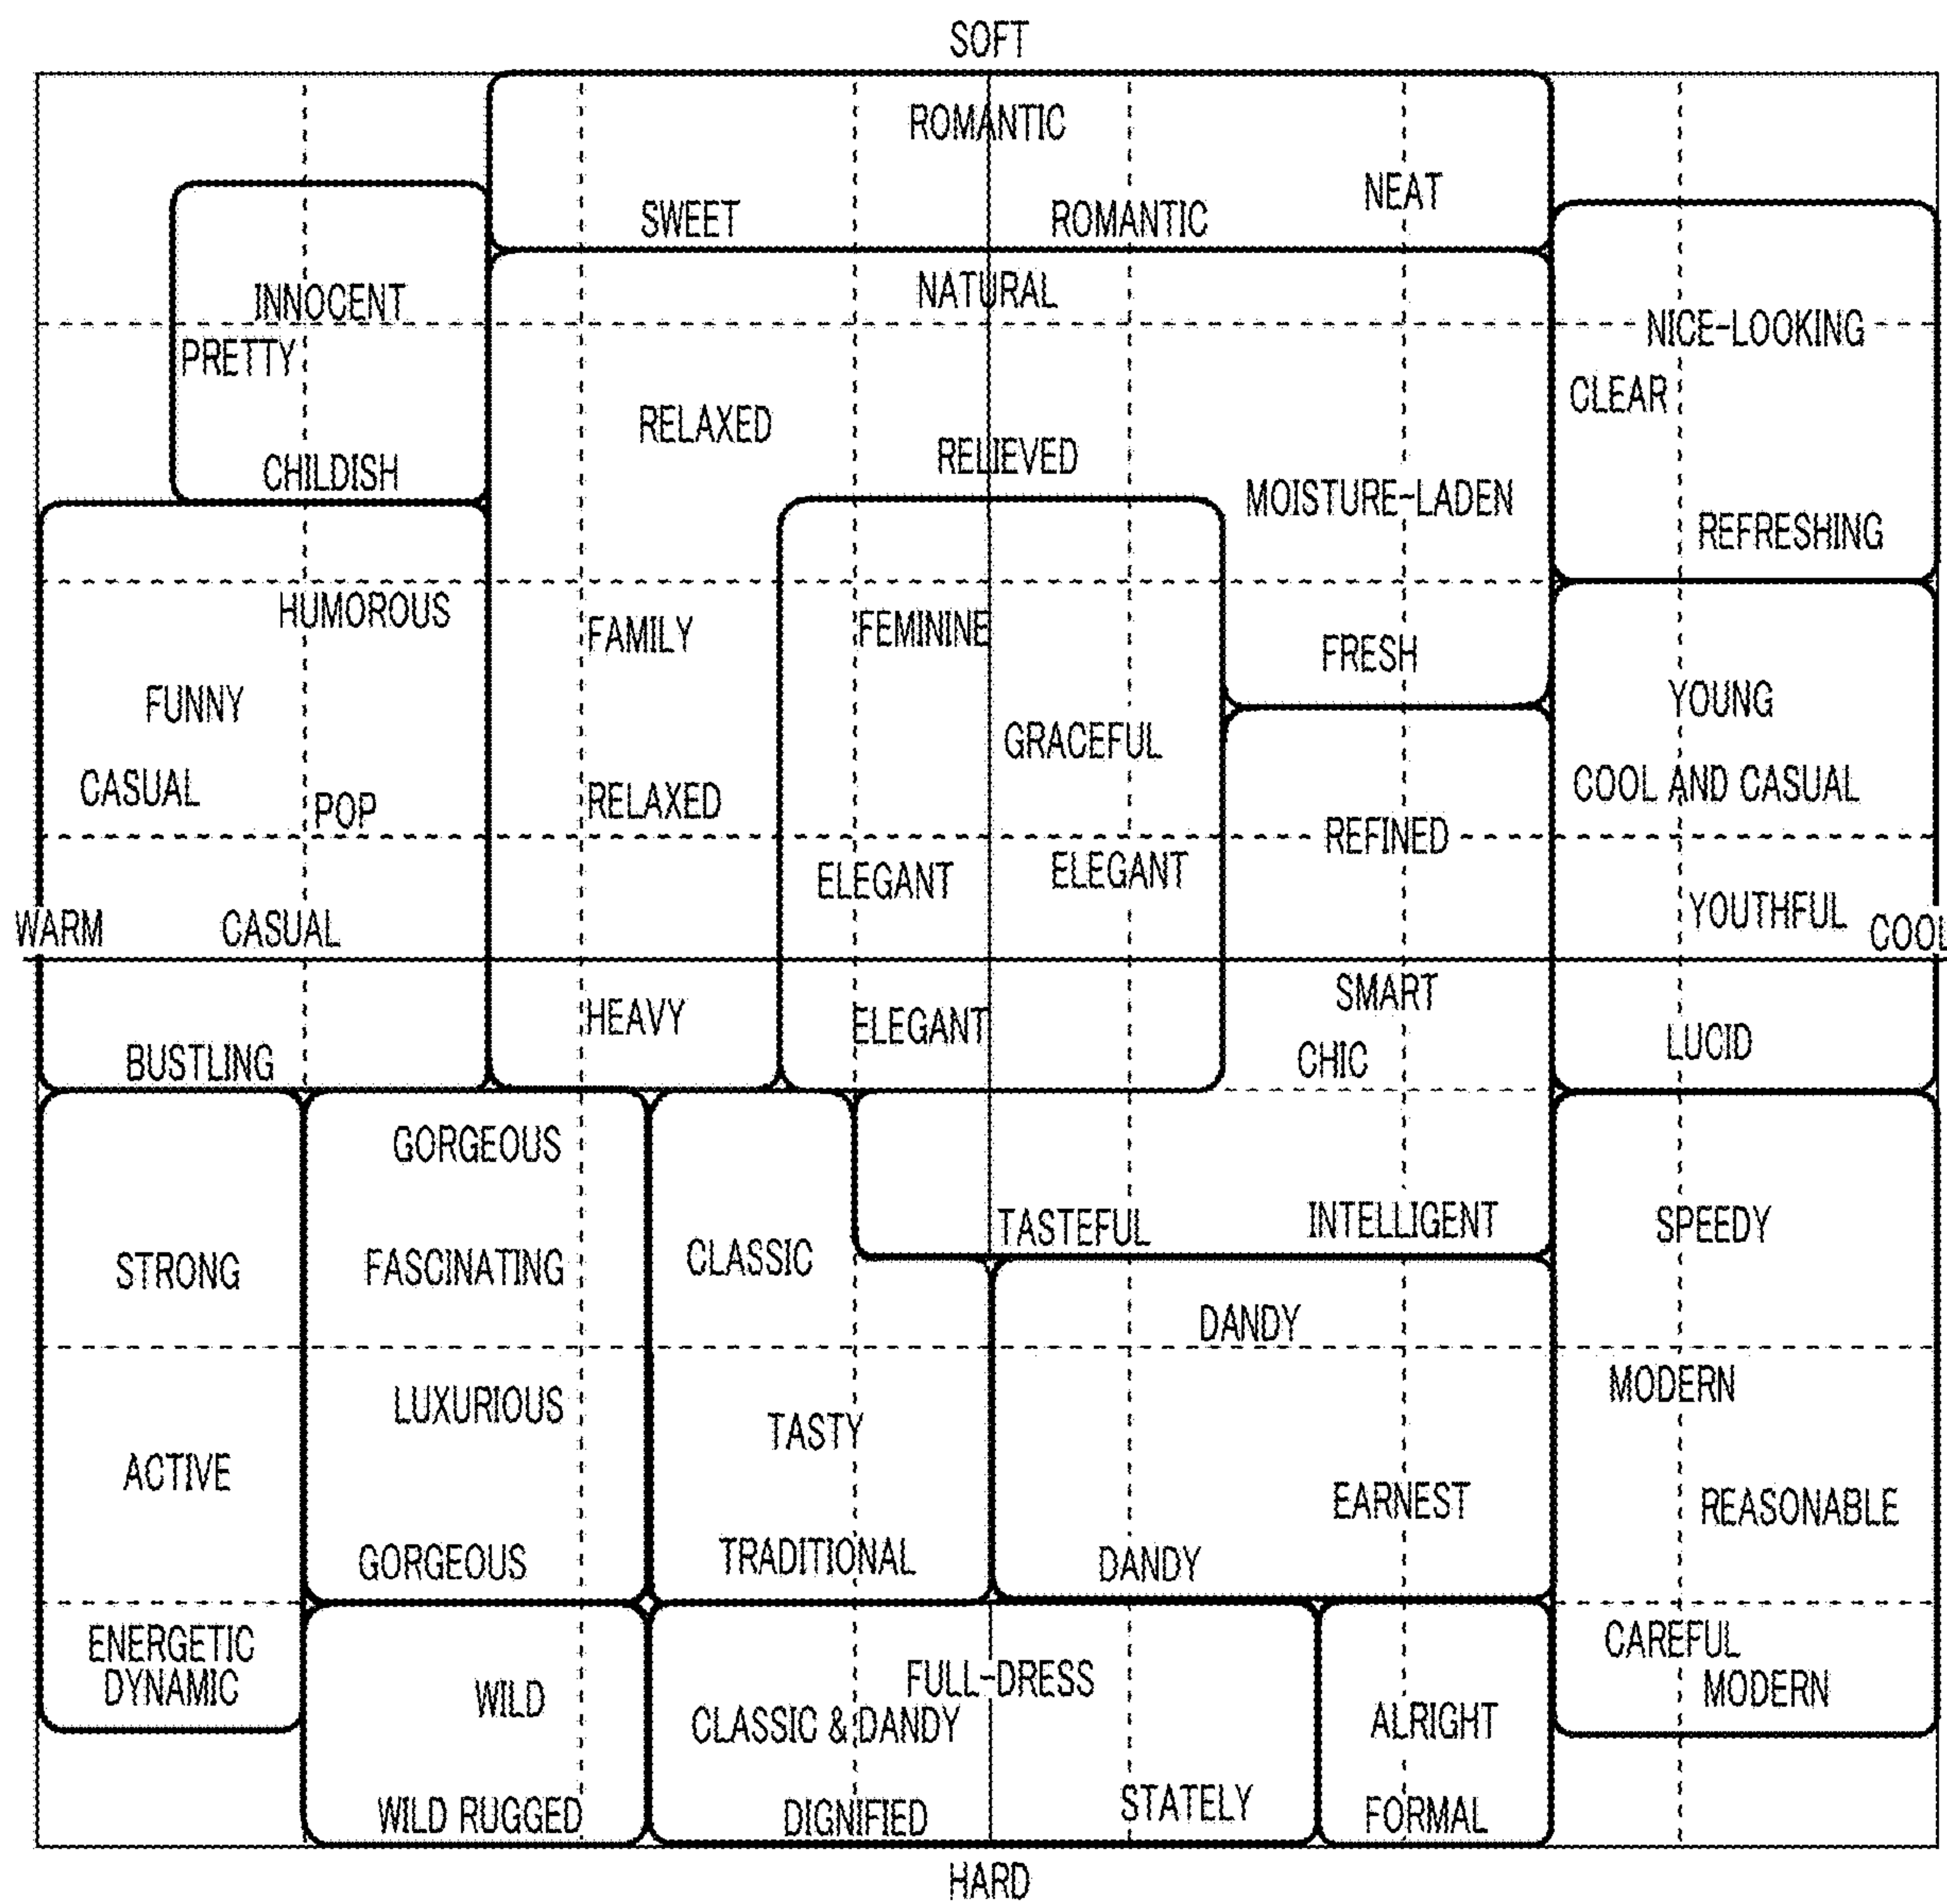 SOFT
ROMANTIC
NEAT
SWEET
ROMANTIC
NATURAL
INNOCENT
NICE-LOOKING
PRETTY
CLEAR
RELAXED
RELIEVED
CHILDISH
MOISTURE-LADEN
REFRESHING
HUMOROUS
FAMILY
FEMININE
FRESH
FUNNY
YOUNG
GRACEFUL
CASUAL
COOL AND CASUAL
POP
RELAXED
REFINED
ELEGANT
ELEGANT
YOUTHFUL
WARM
CASUAL
COOL
SMART
HEAVY
ELEGANT
LUCID
BUSTLING
CHIC
GORGEOUS
TASTEFUL
INTELLIGENT
SPEEDY
STRONG
FASCINATING
CLASSIC
DANDY
MODERN
LUXURIOUS
TASTY
ACTIVE
EARNEST
REASONABLE
GORGEOUS
TRADITIONAL
DANDY
ENERGETIC
DYNAMIC
CAREFUL
MODERN
WILD
FULL-DRESS
CLASSIC & DANDY
ALRIGHT
WILD RUGGED
DIGNIFIED
STATELY
FORMAL
HARD